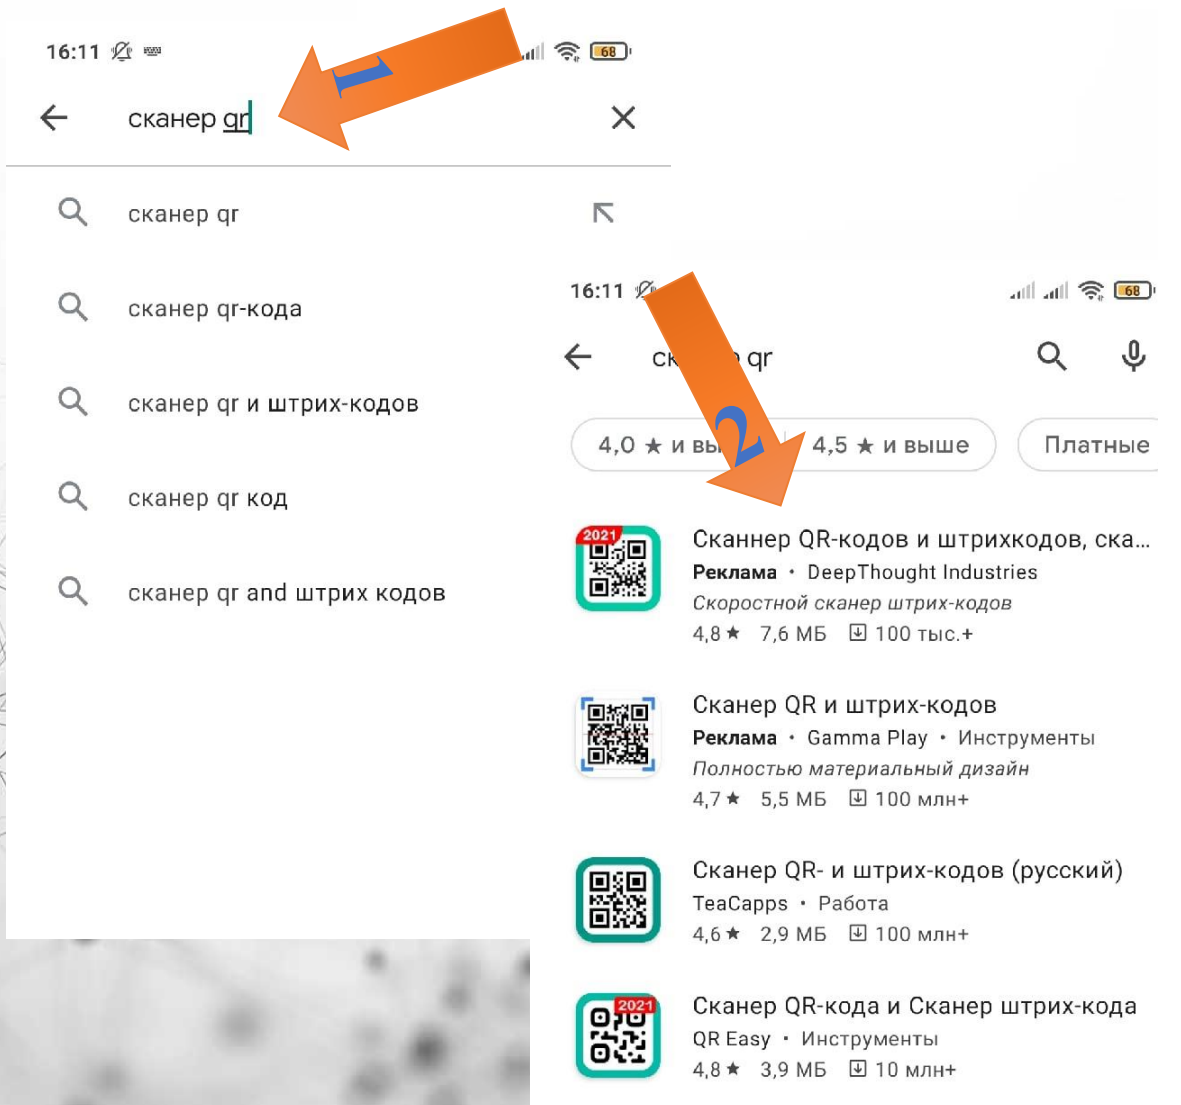 16:11
68
сканер qr
1
сканер qr
сканер qr-кода
сканер qr и штрих-кодов
сканер qr код
сканер qr and штрих кодов
16:11
68
qr
2
4,0 ★ и
4,5 ★ и выше
Платные
2021
Сканнер QR-кодов и штрихкодов, ска...
Реклама • DeepThought Industries
Скоростной сканер штрих-кодов
4,8 ★ 7,6 МБ 100 тыс.+
Сканер QR и штрих-кодов
Реклама • Gamma Play • Инструменты
Полностью материальный дизайн
4,7 ★ 5,5 МБ 100 млн+
Сканер QR- и штрих-кодов (русский)
TeaCapps • Работа
4,6 ★ 2,9 МБ 100 млн+
2021
Сканер QR-кода и Сканер штрих-кода
QR Easy • Инструменты
4,8 ★ 3,9 МБ 10 млн+